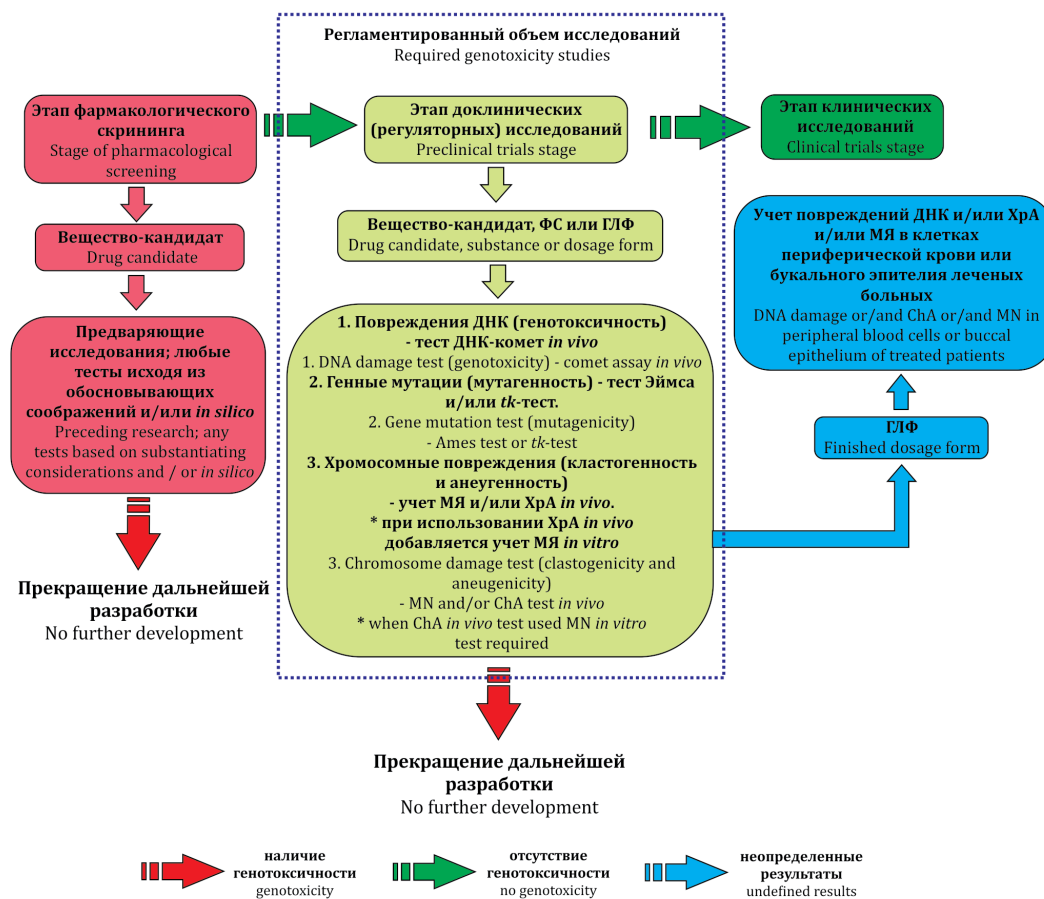 Регламентированный объем исследований
Required genotoxicity studies
Этап фармакологического
скрининга
Stage of pharmacological
screening
Этап доклинических
(регуляторных) исследований
Preclinical trials stage
Этап клинических
исследований
Clinical trials stage
Вещество-кандидат
Drug candidate
Вещество-кандидат, ФС или ГЛФ
Drug candidate, substance or dosage form
Учет повреждений ДНК и/или ХрА
и/или МЯ в клетках
периферической крови или
букального эпителия леченых
больных
DNA damage or/and ChA or/and MN in
peripheral blood cells or buccal
epithelium of treated patients
Предваряющие
исследования; любые
тесты исходя из
обосновывающих
соображений и/или in silico
Preceding research; any
tests based on substantiating
considerations and / or in silico
1. Повреждения ДНК (генотоксичность)
- тест ДНК-комет in vivo
1. DNA damage test (genotoxicity) - comet assay in vivo
2. Генные мутации (мутагенность) - тест Эймса
и/или tk-тест.
2. Gene mutation test (mutagenicity)
- Ames test or tk-test
3. Хромосомные повреждения (кластогенность
и анеугенность)
- учет МЯ и/или ХрА in vivo.
* при использовании ХрА in vivo
добавляется учет МЯ in vitro
3. Chromosome damage test (clastogenicity and
aneugenicity)
- MN and/or ChA test in vivo
* when ChA in vivo test used MN in vitro
test required
ГЛФ
Finished dosage form
Прекращение дальнейшей
разработки
No further development
Прекращение дальнейшей
разработки
No further development
наличие
генотоксичности
genotoxicity
отсутствие
генотоксичности
no genotoxicity
неопределенные
результаты
undefined results